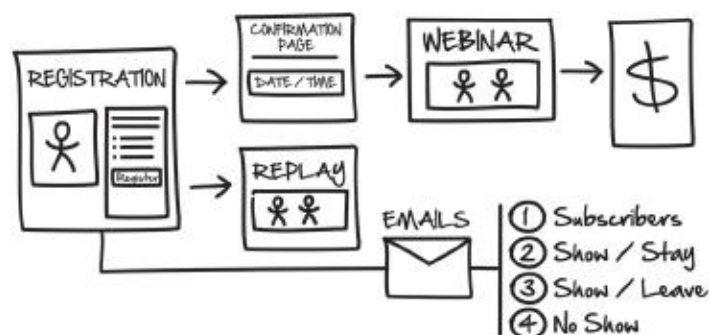 REGISTRATION
Register
CONFIRMATION
PAGE
DATE / TIME
WEBINAR
$
REPLAY
EMAILS
1 Subscribers
2 Show / Stay
3 Show / Leave
4 No Show